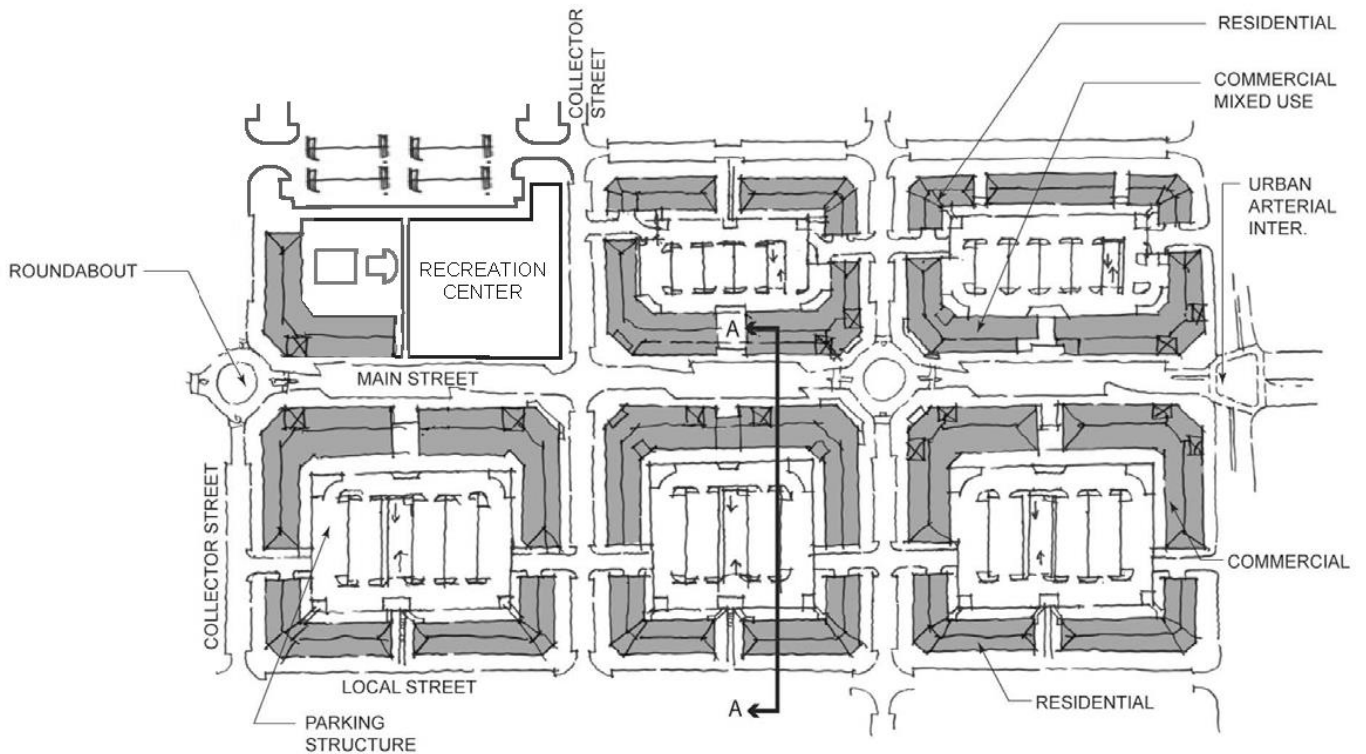 RESIDENTIAL
COLLECTOR
STREET
COMMERCIAL
MIXED USE
URBAN
ARTERIAL
INTER.
ROUNDABOUT
RECREATION
CENTER
A
MAIN STREET
COLLECTOR STREET
COMMERCIAL
LOCAL STREET
A
RESIDENTIAL
PARKING
STRUCTURE